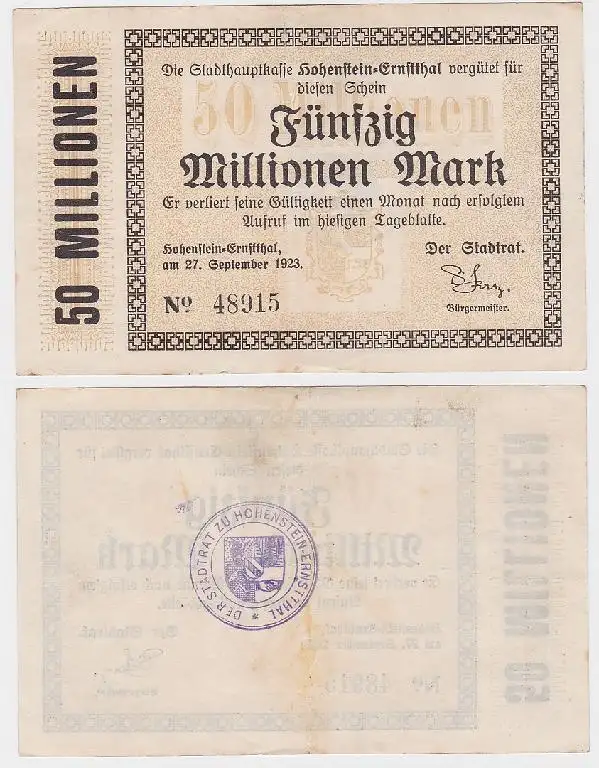 50 MILLIONEN
50 Millionen
Die Stadthauptkasse Hohenstein-Ernstthal vergütet für
diesen Schein
Fünfzig
Millionen Mark
Er verliert seine Gültigkeit einen Monat nach erfolgtem
Aufruf im hiesigen Tageblatte.
Hohenstein-Ernstthal,
am 27. September 1923.
Der Stadtrat.
No 48915
Bürgermeister.
DER STADTRAT ZU HOHENSTEIN-ERNSTTHAL *